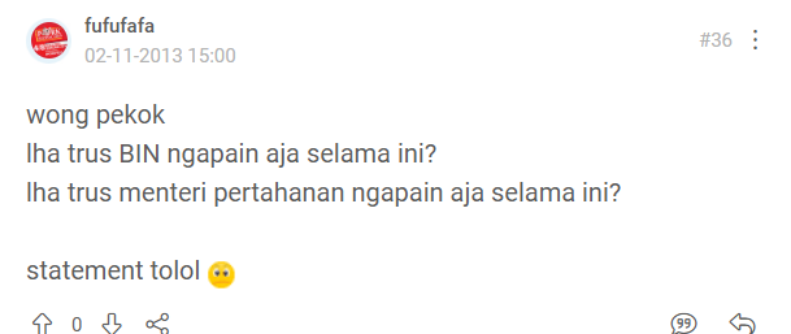 fufufafa
02-11-2013 15:00
#36
wong pekok
lha trus BIN ngapain aja selama ini?
lha trus menteri pertahanan ngapain aja selama ini?
statement tolol
0
99